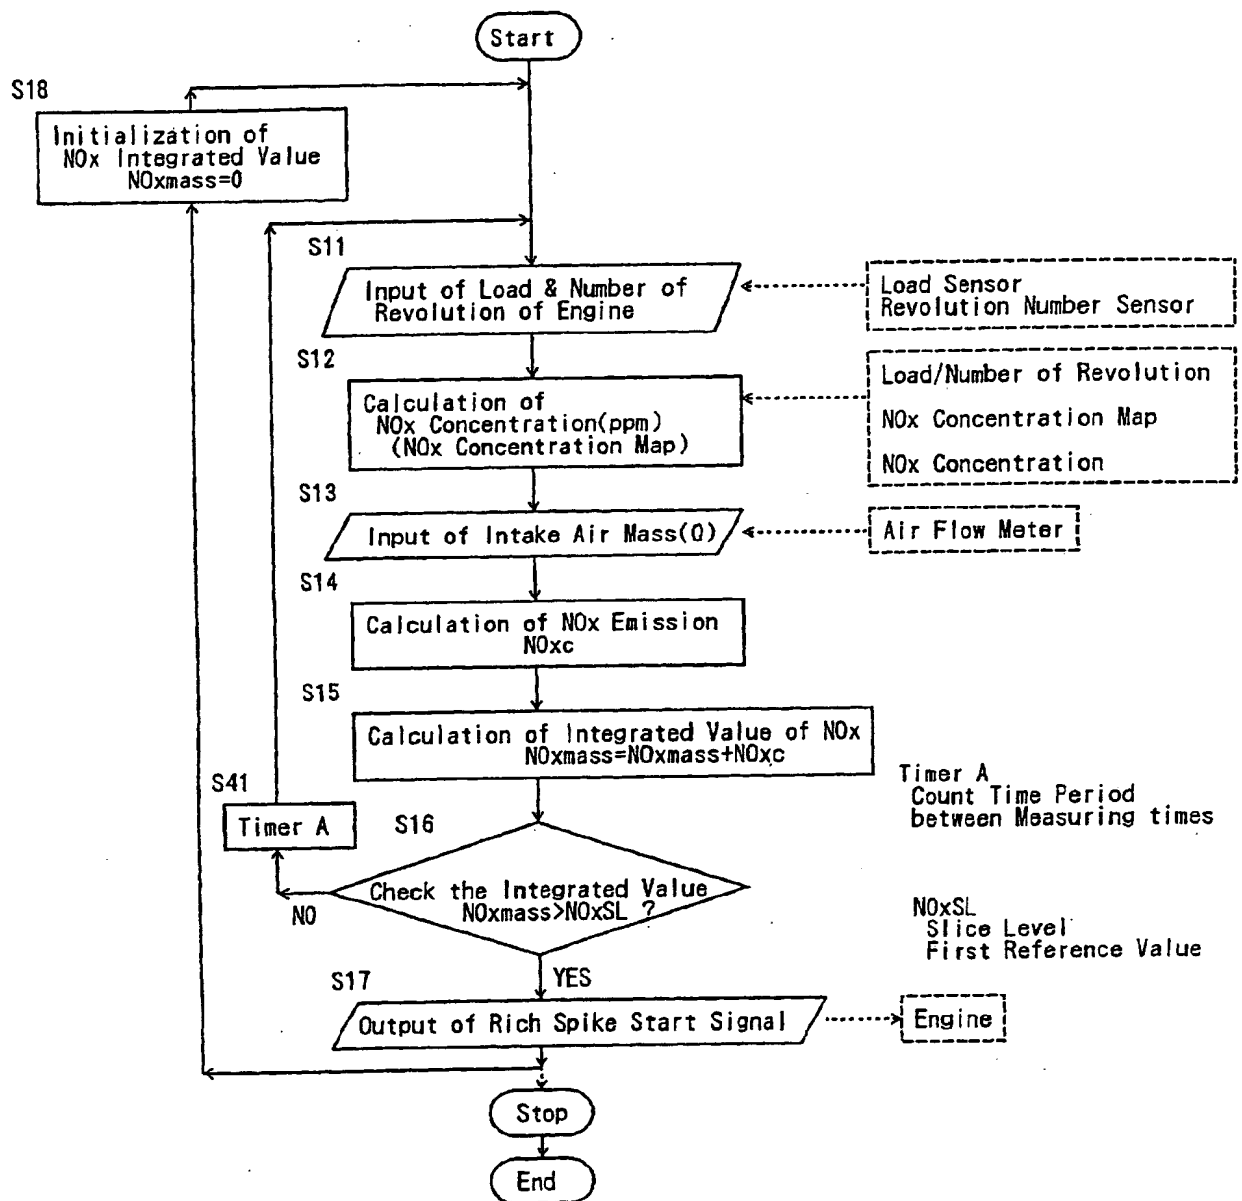 Start
S18
Initialization of
NOx Integrated Value
NOxmass=0
S11
Input of Load & Number of
Revolution of Engine
Load Sensor
Revolution Number Sensor
S12
Calculation of
NOx Concentration(ppm)
(NOx Concentration Map)
Load/Number of Revolution
NOx Concentration Map
NOx Concentration
S13
Input of Intake Air Mass(Q)
Air Flow Meter
S14
Calculation of NOx Emission
NOxc
S15
Calculation of Integrated Value of NOx
NOxmass=NOxmass+NOxc
S41
Timer A
Timer A
Count Time Period
between Measuring times
S16
Check the Integrated Value
NOxmass>NOxSL ?
NO
NOxSL
Slice Level
First Reference Value
YES
S17
Output of Rich Spike Start Signal
Engine
Stop
End